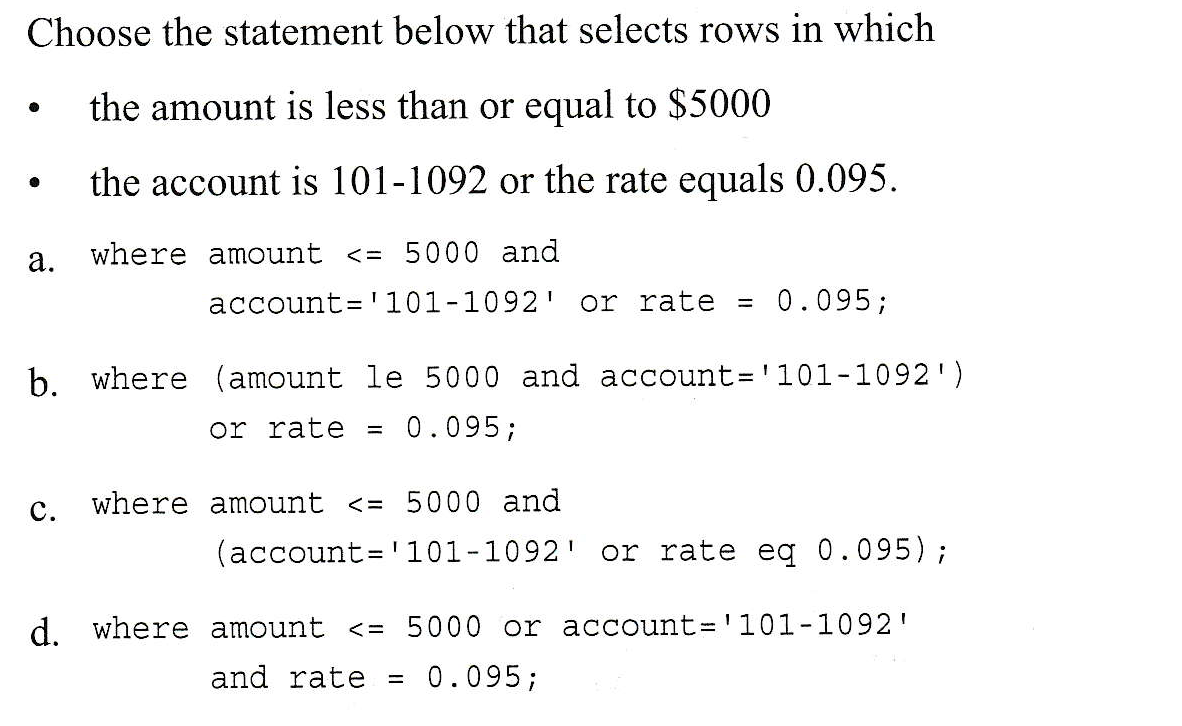 Choose the statement below that selects rows in which
• the amount is less than or equal to $5000
• the account is 101-1092 or the rate equals 0.095.
a. where amount <= 5000 and
account='101-1092' or rate = 0.095;
b. where (amount le 5000 and account='101-1092')
or rate = 0.095;
c. where amount <= 5000 and
(account='101-1092' or rate eq 0.095);
d. where amount <= 5000 or account='101-1092'
and rate = 0.095;